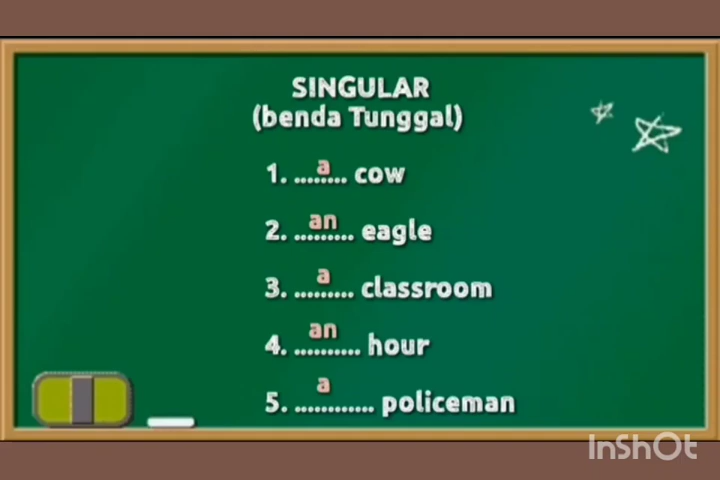 SINGULAR
(benda Tunggal)
1. ....a.... cow
2. ....an..... eagle
3. ....a..... classroom
4. ....an...... hour
5. .....a....... policeman
InShOt